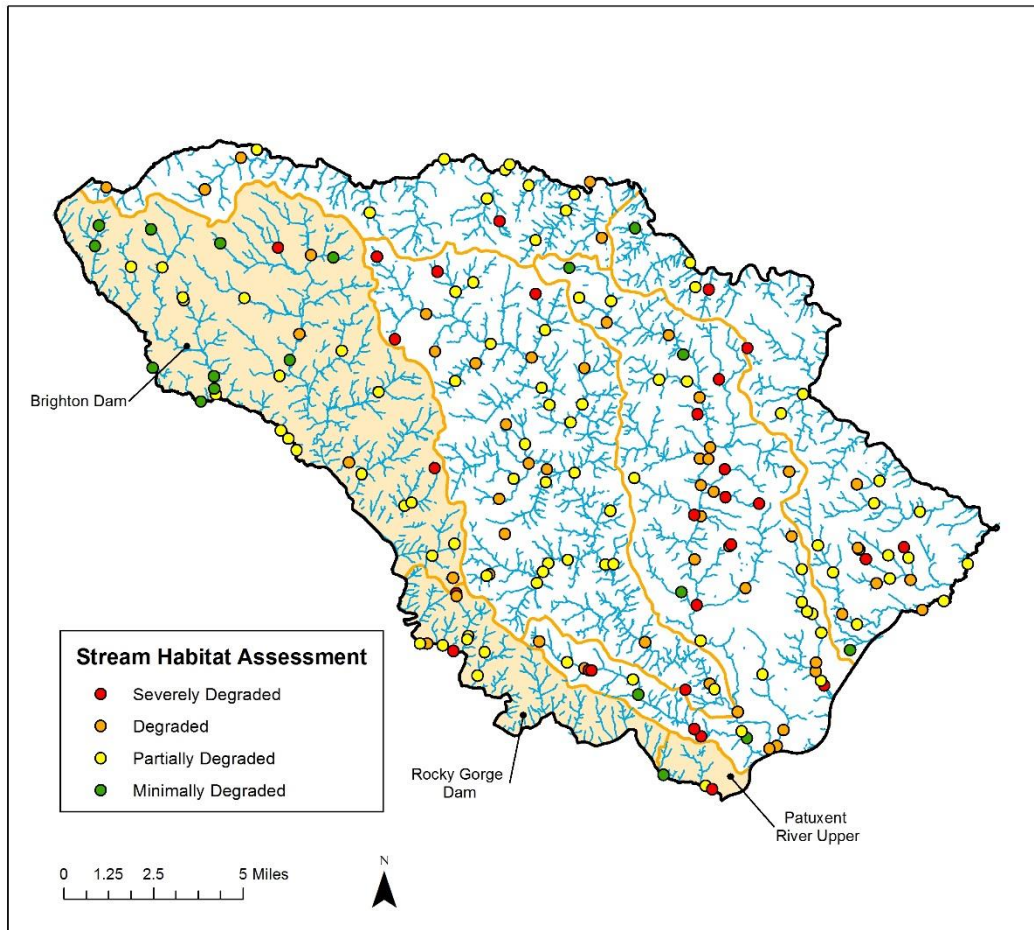 Brighton Dam
Stream Habitat Assessment
Severely Degraded
Degraded
Partially Degraded
Minimally Degraded
Rocky Gorge
Dam
Patuxent
River Upper
N
0 1.25 2.5 5 Miles